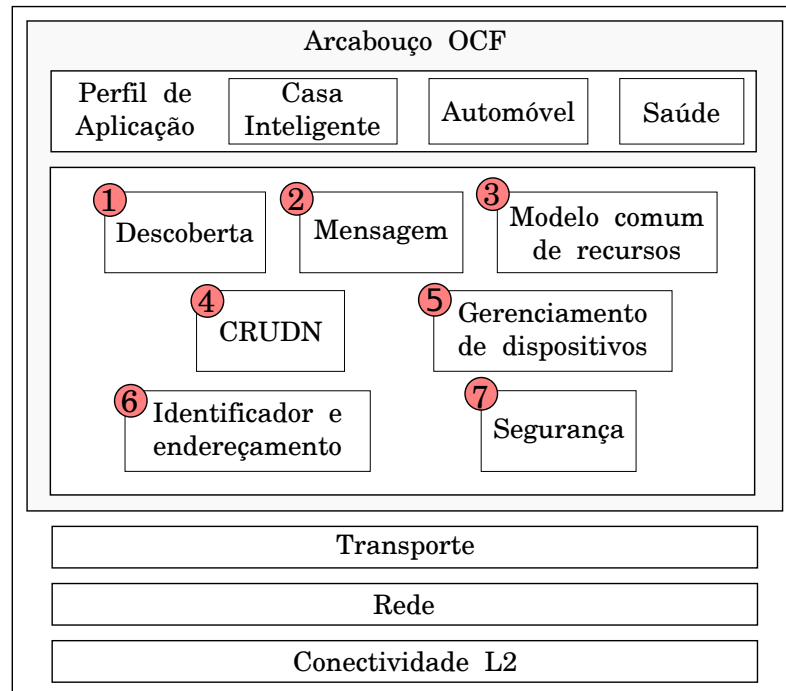 Arcabouço OCF
Perfil de
Aplicação
Casa
Inteligente
Automóvel
Saúde
1
Descoberta
2
Mensagem
3
Modelo comum
de recursos
4
CRUDN
5
Gerenciamento
de dispositivos
6
Identificador e
endereçamento
7
Segurança
Transporte
Rede
Conectividade L2